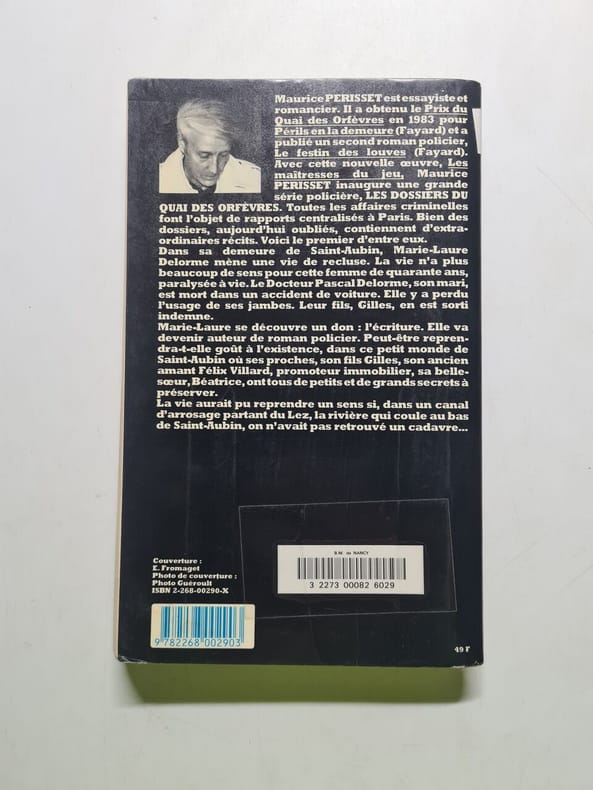 Maurice PERISSET est essayiste et
romancier. Il a obtenu le Prix du
Quai des Orfèvres en 1983 pour
Périls en la demeure (Fayard) et a
publié un second roman policier,
Le festin des louves (Fayard).
Avec cette nouvelle œuvre, Les
maîtresses du jeu, Maurice
PERISSET inaugure une grande
série policière, LES DOSSIERS DU
QUAI DES ORFÈVRES. Toutes les affaires criminelles
font l'objet de rapports centralisés à Paris. Bien des
dossiers, aujourd'hui oubliés, contiennent d'extra-
ordinaires récits. Voici le premier d'entre eux.
Dans sa demeure de Saint-Aubin, Marie-Laure
Delorme mène une vie de recluse. La vie n'a plus
beaucoup de sens pour cette femme de quarante ans,
paralysée à vie. Le Docteur Pascal Delorme, son mari,
est mort dans un accident de voiture. Elle y a perdu
l'usage de ses jambes. Leur fils, Gilles, en est sorti
indemne.
Marie-Laure se découvre un don : l'écriture. Elle va
devenir auteur de roman policier. Peut-être repren-
dra-t-elle goût à l'existence, dans ce petit monde de
Saint-Aubin où ses proches, son fils Gilles, son ancien
amant Félix Villard, promoteur immobilier, sa belle-
sœur, Béatrice, ont tous de petits et de grands secrets à
préserver.
La vie aurait pu reprendre un sens si, dans un canal
d'arrosage partant du Lez, la rivière qui coule au bas
de Saint-Aubin, on n'avait pas retrouvé un cadavre...
B.M. de NANCY
3 2273 00082 6029
Couverture :
E. Fromaget
Photo de couverture :
Photo Guéroult
ISBN 2-268-00290-X
9 782268 002903
49 F